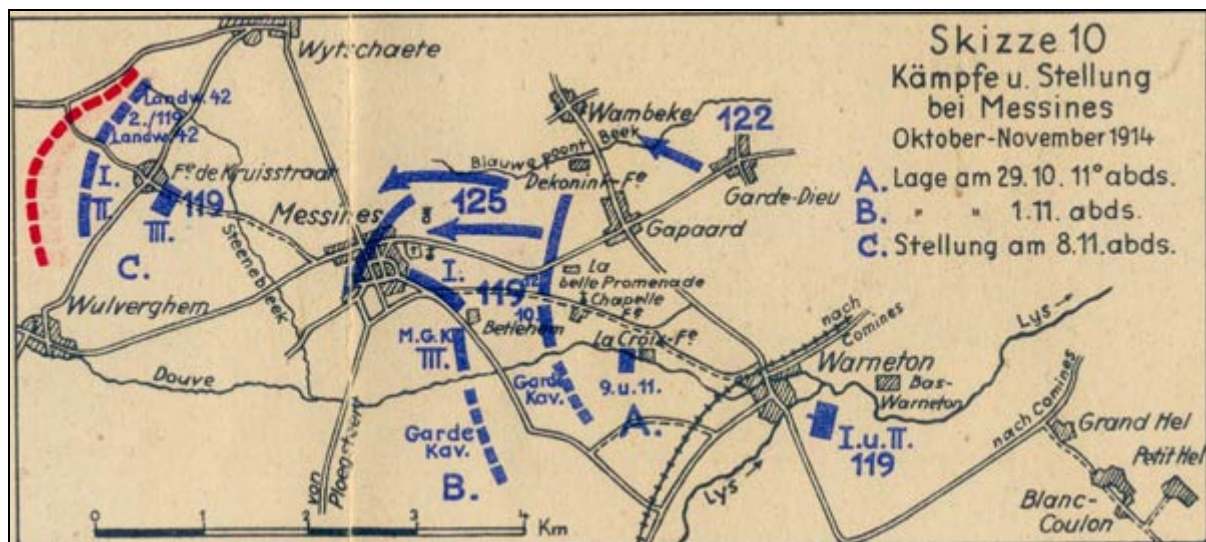 Skizze 10
Kämpfe u. Stellung
bei Messines
Oktober-November 1914
A. Lage am 29.10. 11° abds.
B. " " 1.11. abds.
C. Stellung am 8.11. abds.
Wytschaete
Landw. 42
2./119
Landw. 42
Fe. de Kruisstraat
I.
II.
119
III.
C.
Steenebeek
Wulverghem
Messines
Douve
Wambeke
Blauwe poort Beek
Dekonink-Fe
122
Garde-Dieu
Gapaard
125
I.
119
12.
10.
La
belle Promenade
Chapelle
Fe
Betlehem
La Croix-Fe
M.G.K.
III.
Garde
Kav.
9. u. 11.
A.
Garde
Kav.
B.
von
Ploegstvert
nach
Comines
Warneton
Bas-
Warneton
Lys
I. u. II.
119
Lys
nach Comines
Grand Hel
Petit Hel
Blanc-
Coulon
0 1 2 3 4 Km